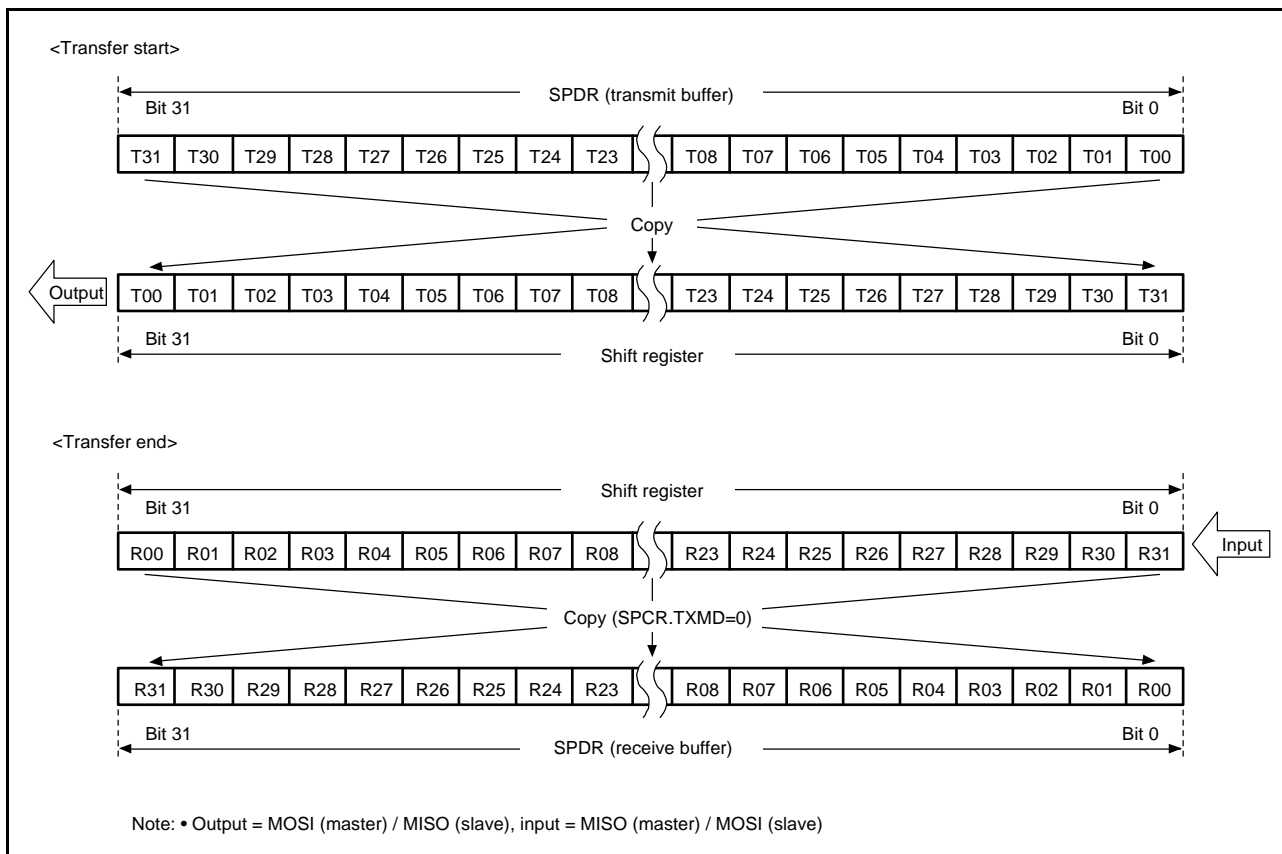 <Transfer start>
SPDR (transmit buffer)
Bit 31 Bit 0
T31 T30 T29 T28 T27 T26 T25 T24 T23 T08 T07 T06 T05 T04 T03 T02 T01 T00
Copy
Output T00 T01 T02 T03 T04 T05 T06 T07 T08 T23 T24 T25 T26 T27 T28 T29 T30 T31
Bit 31 Bit 0
Shift register
<Transfer end>
Shift register
Bit 31 Bit 0
R00 R01 R02 R03 R04 R05 R06 R07 R08 R23 R24 R25 R26 R27 R28 R29 R30 R31 Input
Copy (SPCR.TXMD=0)
R31 R30 R29 R28 R27 R26 R25 R24 R23 R08 R07 R06 R05 R04 R03 R02 R01 R00
Bit 31 Bit 0
SPDR (receive buffer)
Note: • Output = MOSI (master) / MISO (slave), input = MISO (master) / MOSI (slave)